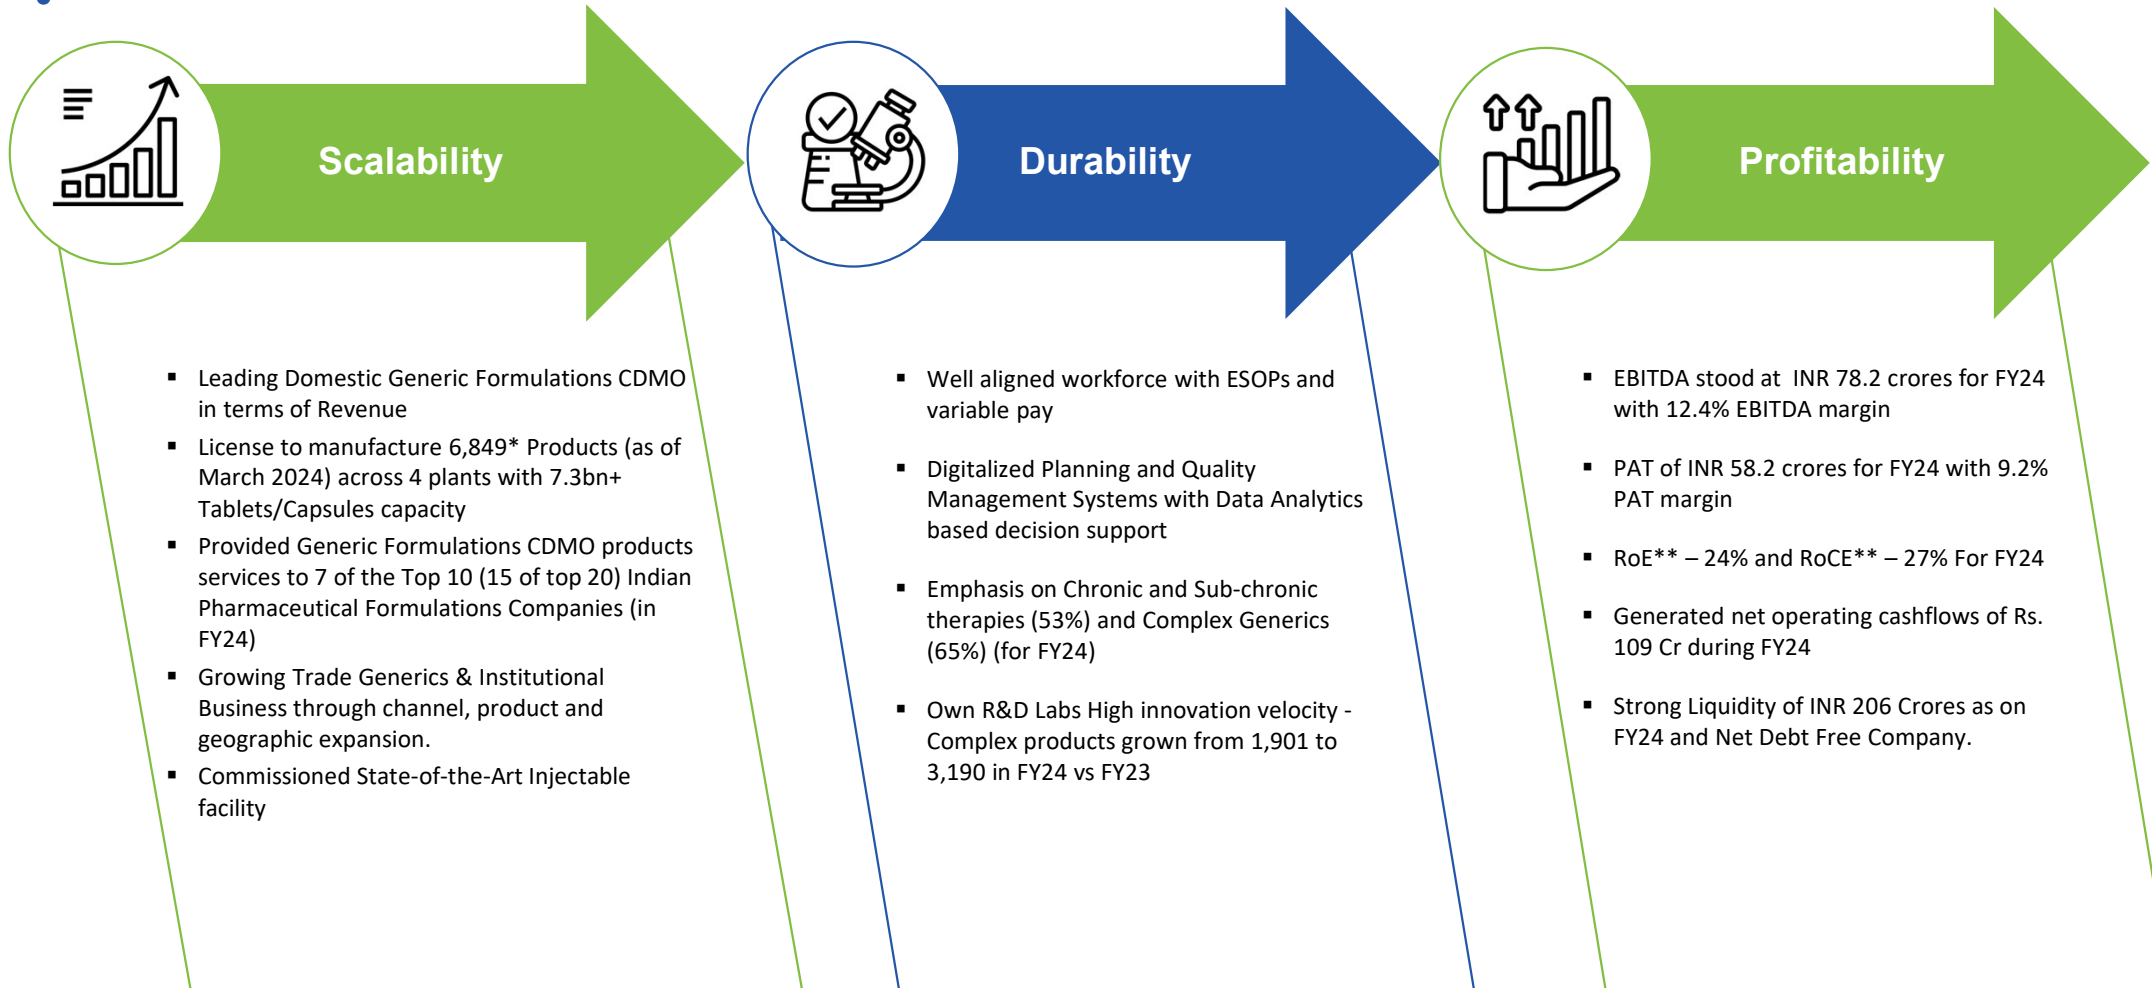 Scalability
▪ Leading Domestic Generic Formulations CDMO
in terms of Revenue
▪ License to manufacture 6,849* Products (as of
March 2024) across 4 plants with 7.3bn+
Tablets/Capsules capacity
▪ Provided Generic Formulations CDMO products
services to 7 of the Top 10 (15 of top 20) Indian
Pharmaceutical Formulations Companies (in
FY24)
▪ Growing Trade Generics & Institutional
Business through channel, product and
geographic expansion.
▪ Commissioned State-of-the-Art Injectable
facility
Durability
▪ Well aligned workforce with ESOPs and
variable pay
▪ Digitalized Planning and Quality
Management Systems with Data Analytics
based decision support
▪ Emphasis on Chronic and Sub-chronic
therapies (53%) and Complex Generics
(65%) (for FY24)
▪ Own R&D Labs High innovation velocity -
Complex products grown from 1,901 to
3,190 in FY24 vs FY23
Profitability
▪ EBITDA stood at  INR 78.2 crores for FY24
with 12.4% EBITDA margin
▪ PAT of INR 58.2 crores for FY24 with 9.2%
PAT margin
▪ RoE** – 24% and RoCE** – 27% For FY24
▪ Generated net operating cashflows of Rs.
109 Cr during FY24
▪ Strong Liquidity of INR 206 Crores as on
FY24 and Net Debt Free Company.